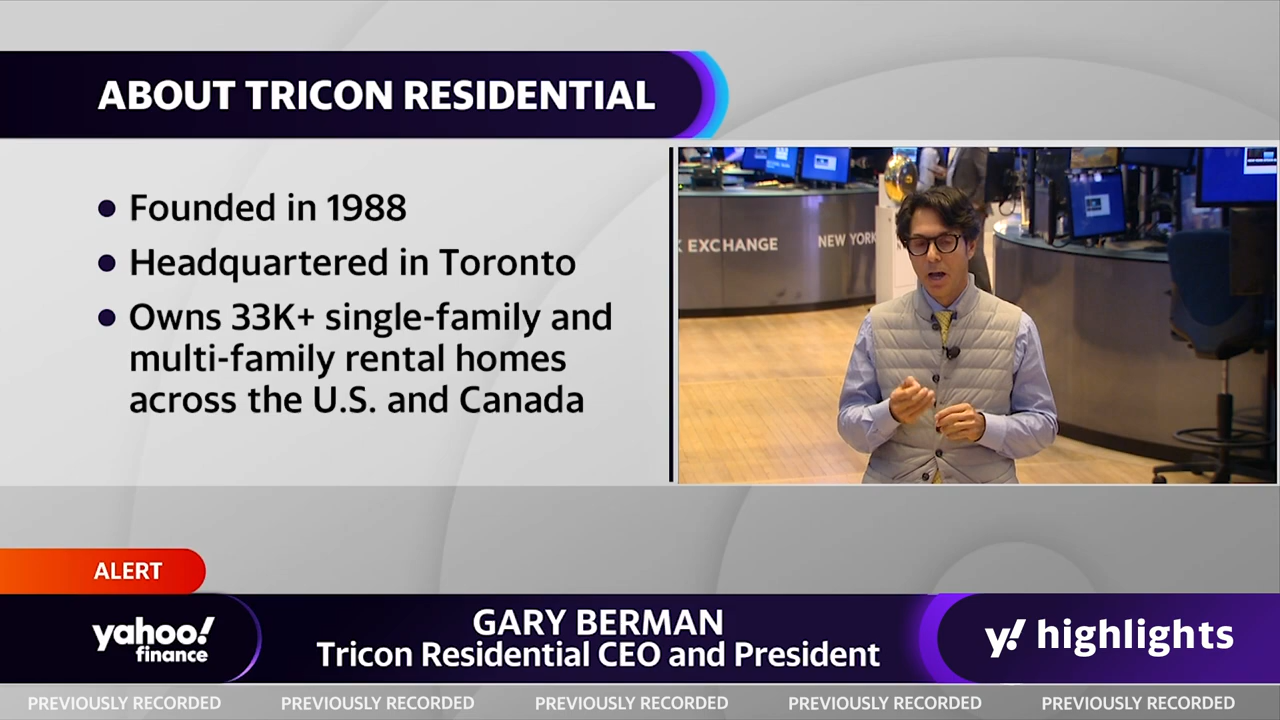 ABOUT TRICON RESIDENTIAL
• Founded in 1988
• Headquartered in Toronto
• Owns 33K+ single-family and
multi-family rental homes
across the U.S. and Canada
EXCHANGE
NEW YORK
ALERT
yahoo!
finance
GARY BERMAN
Tricon Residential CEO and President
y! highlights
PREVIOUSLY RECORDED PREVIOUSLY RECORDED PREVIOUSLY RECORDED PREVIOUSLY RECORDED PREVIOUSLY RECORDED